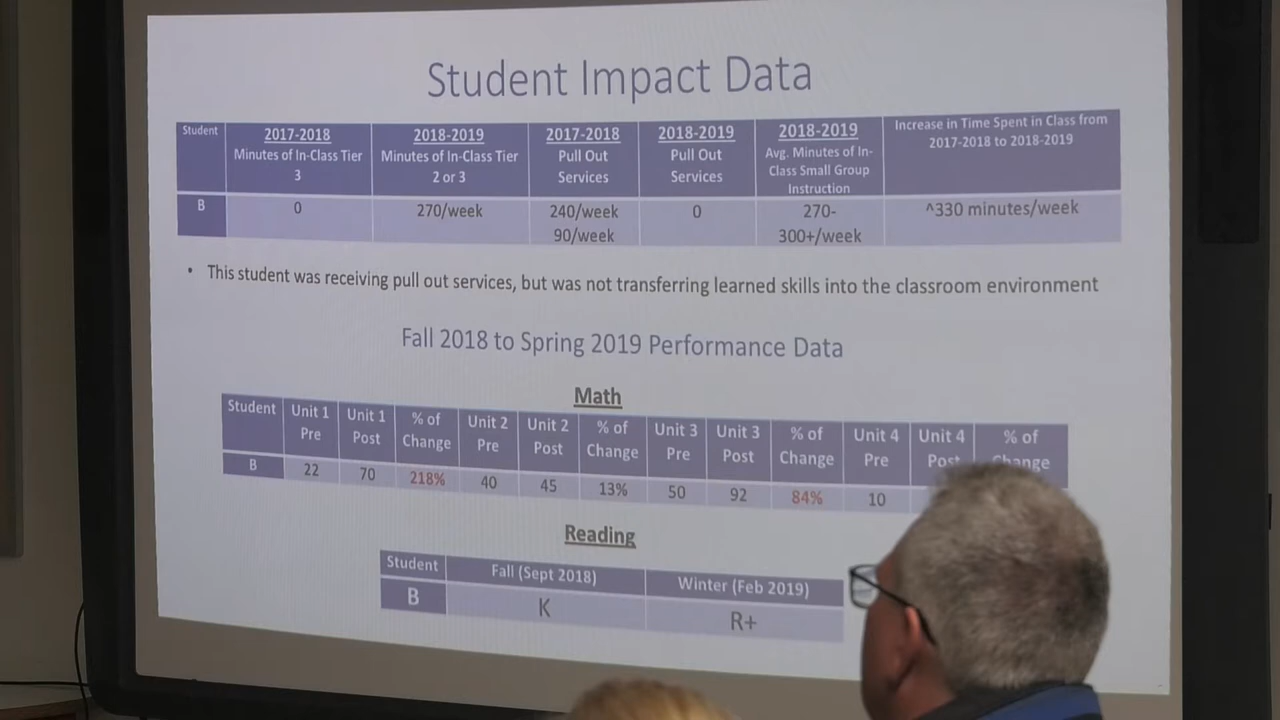 Student Impact Data
Student
2017-2018
Minutes of In-Class Tier
3
2018-2019
Minutes of In-Class Tier
2 or 3
2017-2018
Pull Out
Services
2018-2019
Pull Out
Services
2018-2019
Avg. Minutes of In-
Class Small Group
Instruction
Increase in Time Spent in Class from
2017-2018 to 2018-2019
B
0
270/week
240/week
90/week
0
270-
300+/week
^330 minutes/week
• This student was receiving pull out services, but was not transferring learned skills into the classroom environment
Fall 2018 to Spring 2019 Performance Data
Math
Student
Unit 1
Pre
Unit 1
Post
% of
Change
Unit 2
Pre
Unit 2
Post
% of
Change
Unit 3
Pre
Unit 3
Post
% of
Change
Unit 4
Pre
Unit 4
Post
% of
Change
B
22
70
218%
40
45
13%
50
92
84%
10
Reading
Student
Fall (Sept 2018)
Winter (Feb 2019)
B
K
R+